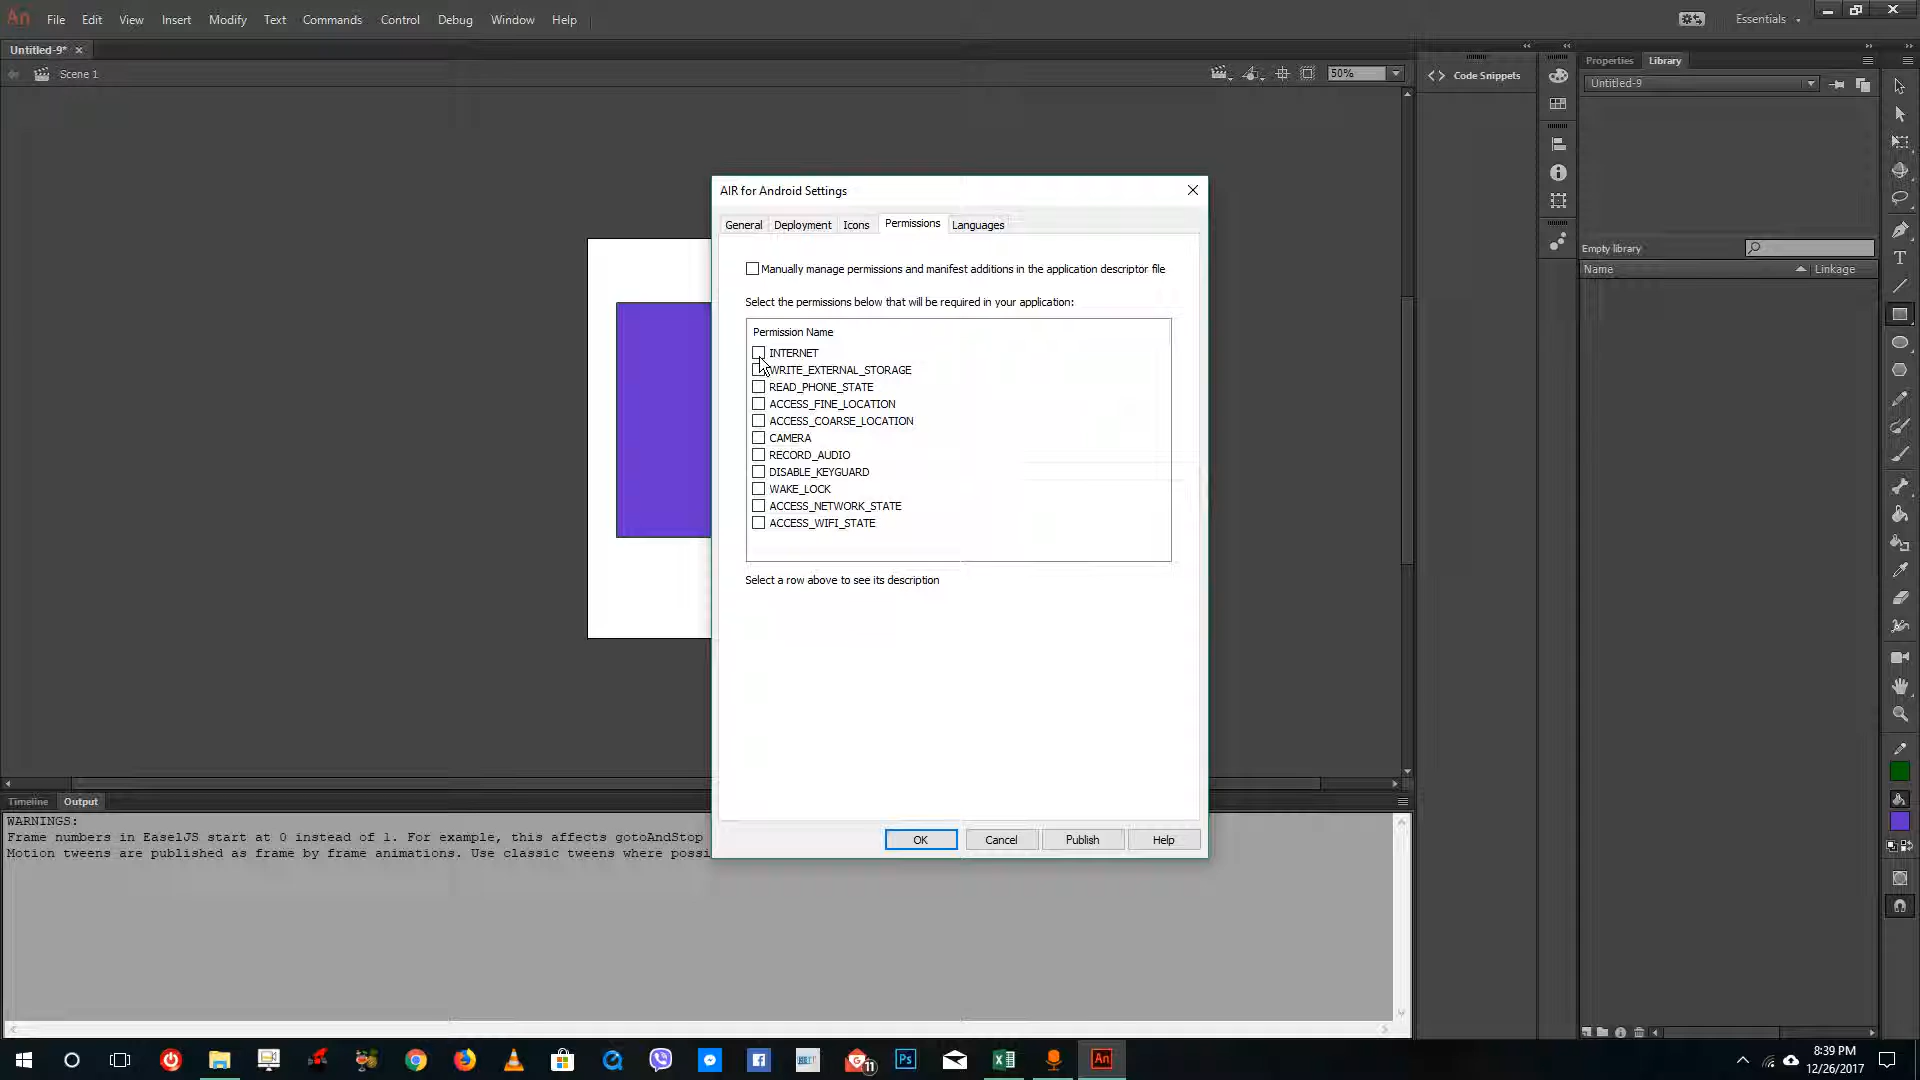 An File Edit View Insert Modify Text Commands Control Debug Window Help
Essentials
Untitled-9* ×
Scene 1
50%
Code Snippets
Properties Library
Untitled-9
Empty library
Name Linkage
AIR for Android Settings
General Deployment Icons Permissions Languages
Manually manage permissions and manifest additions in the application descriptor file
Select the permissions below that will be required in your application:
Permission Name
INTERNET
WRITE_EXTERNAL_STORAGE
READ_PHONE_STATE
ACCESS_FINE_LOCATION
ACCESS_COARSE_LOCATION
CAMERA
RECORD_AUDIO
DISABLE_KEYGUARD
WAKE_LOCK
ACCESS_NETWORK_STATE
ACCESS_WIFI_STATE
Select a row above to see its description
OK Cancel Publish Help
Timeline Output
WARNINGS:
Frame numbers in EaselJS start at 0 instead of 1. For example, this affects gotoAndStop
Motion tweens are published as frame by frame animations. Use classic tweens where possi
11
Ps
An
8:39 PM
12/26/2017